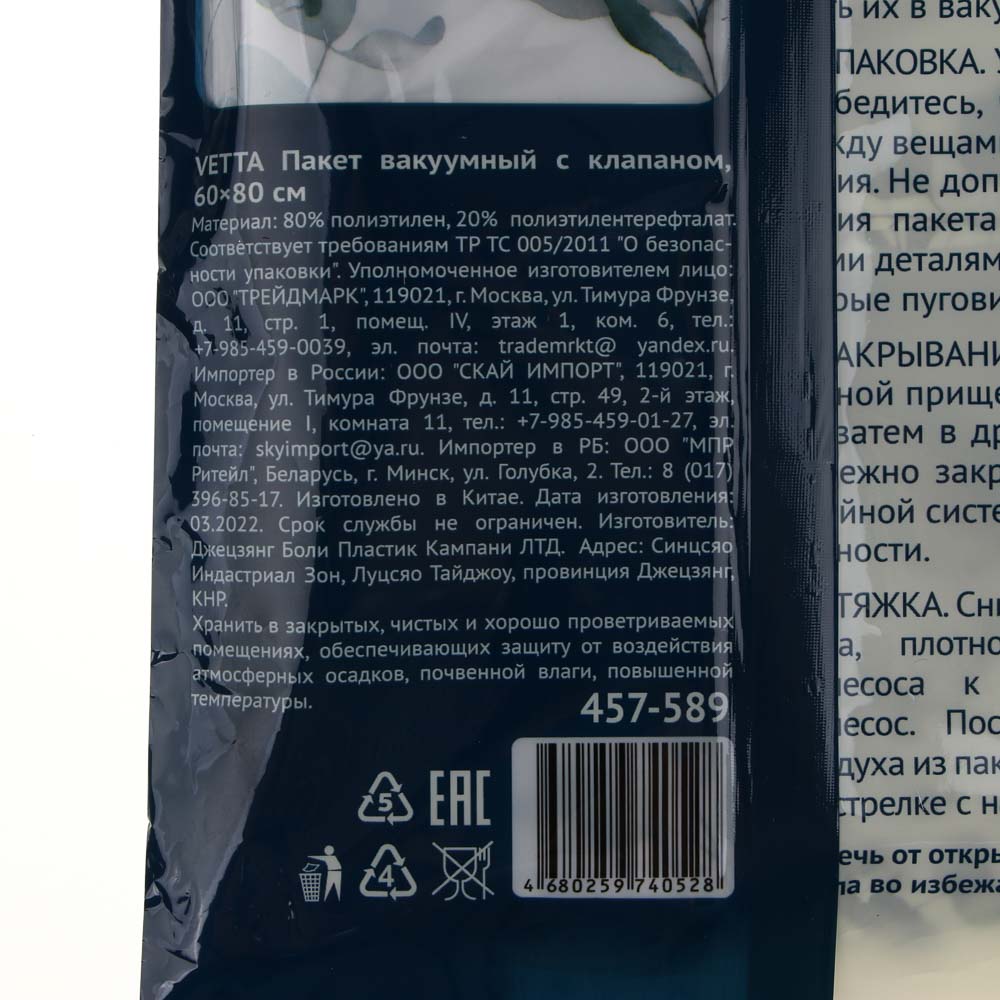 VETTA Пакет вакуумный с клапаном,
60×80 см
Материал: 80% полиэтилен, 20% полиэтилентерефталат.
Соответствует требованиям ТР ТС 005/2011 "О безопас-
ности упаковки". Уполномоченное изготовителем лицо:
ООО "ТРЕЙДМАРК", 119021, г. Москва, ул. Тимура Фрунзе,
д. 11, стр. 1, помещ. IV, этаж 1, ком. 6, тел.:
+7-985-459-0039, эл. почта: trademrkt@ yandex.ru.
Импортер в России: ООО "СКАЙ ИМПОРТ", 119021, г.
Москва, ул. Тимура Фрунзе, д. 11, стр. 49, 2-й этаж,
помещение I, комната 11, тел.: +7-985-459-01-27, эл.
почта: skyimport@ya.ru. Импортер в РБ: ООО "МПР
Ритейл", Беларусь, г. Минск, ул. Голубка, 2. Тел.: 8 (017)
396-85-17. Изготовлено в Китае. Дата изготовления:
03.2022. Срок службы не ограничен. Изготовитель:
Джецзянг Боли Пластик Кампани ЛТД. Адрес: Синцсяо
Индастриал Зон, Луцсяо Тайджоу, провинция Джецзянг,
КНР.
Хранить в закрытых, чистых и хорошо проветриваемых
помещениях, обеспечивающих защиту от воздействия
атмосферных осадков, почвенной влаги, повышенной
температуры.
457-589
5 EAC
4
4 680259 740528
ь их в ваку
ПАКОВКА. У
бедитесь,
жду вещам
ия. Не доп
ия пакета
ии деталям
рые пугови
АКРЫВАНИ
ной прище
затем в др
ежно закр
йной систе
ности.
ТЯЖКА. Сни
а, плотно
лесоса к
лесос. Пос
духа из пак
стрелке с н
ечь от откры
ла во избежа